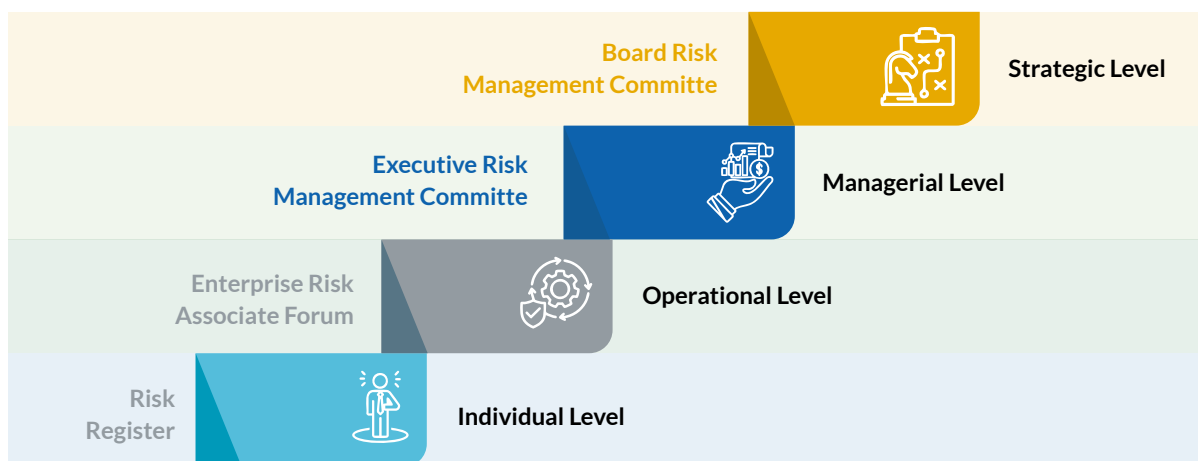 Board Risk
Management Committe
Strategic Level
Executive Risk
Management Committe
Managerial Level
Enterprise Risk
Associate Forum
Operational Level
Risk
Register
Individual Level